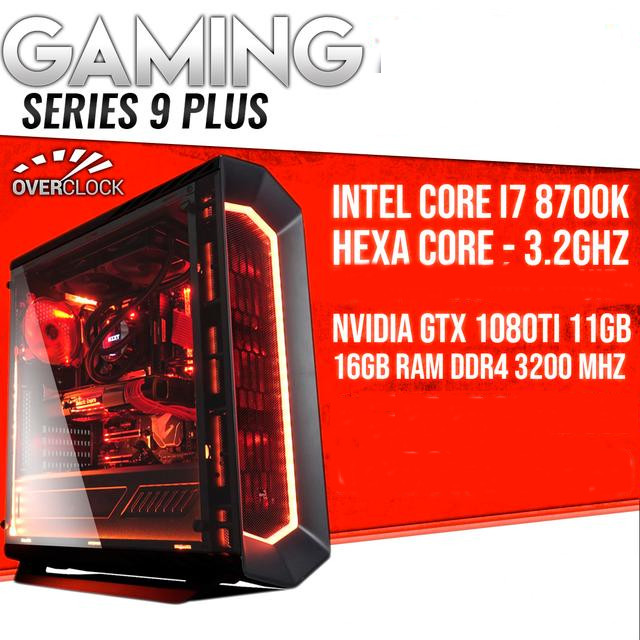 GAMING
SERIES 9 PLUS
OVERCLOCK
INTEL CORE I7 8700K
HEXA CORE - 3.2GHZ
NVIDIA GTX 1080TI 11GB
16GB RAM DDR4 3200 MHZ
NZXT